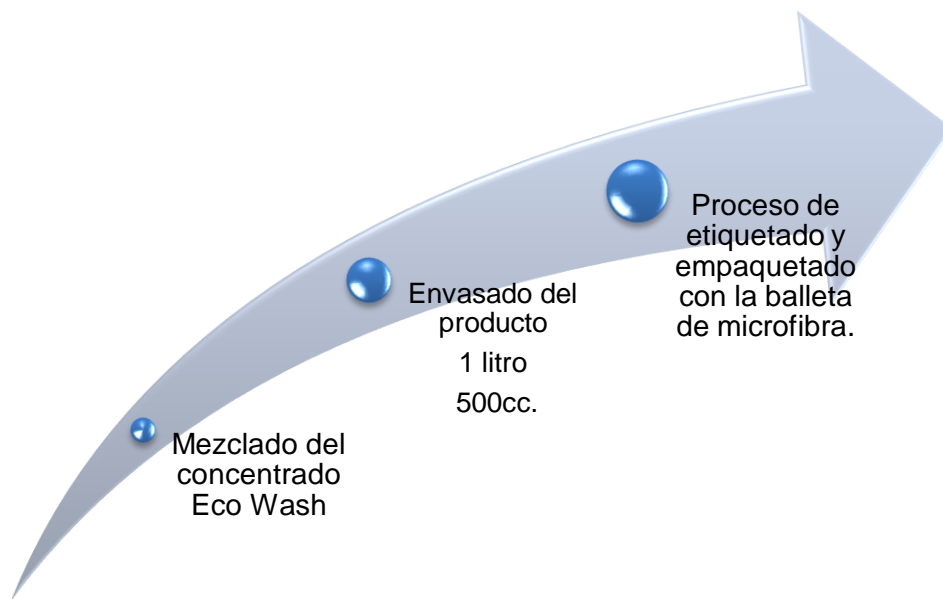 Mezclado del
concentrado
Eco Wash
Envasado del
producto
1 litro
500cc.
Proceso de
etiquetado y
empaquetado
con la balleta
de microfibra.